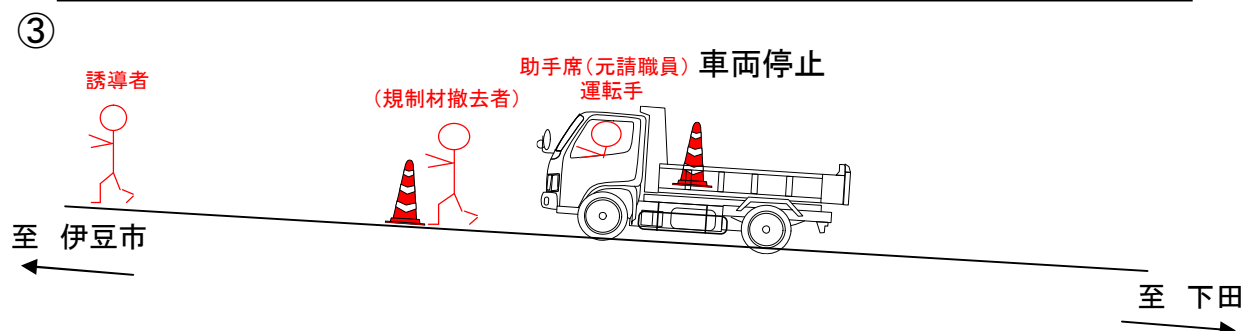 ③
誘導者
(規制材撤去者)
助手席(元請職員)
運転手
車両停止
至 伊豆市
至 下田